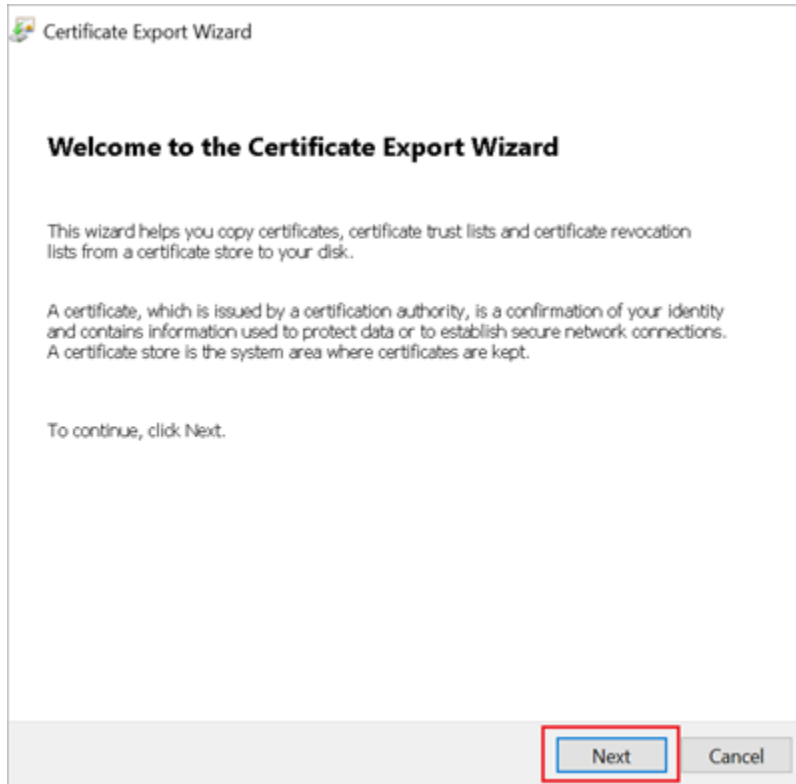 Certificate Export Wizard
Welcome to the Certificate Export Wizard
This wizard helps you copy certificates, certificate trust lists and certificate revocation
lists from a certificate store to your disk.
A certificate, which is issued by a certification authority, is a confirmation of your identity
and contains information used to protect data or to establish secure network connections.
A certificate store is the system area where certificates are kept.
To continue, click Next.
Next Cancel